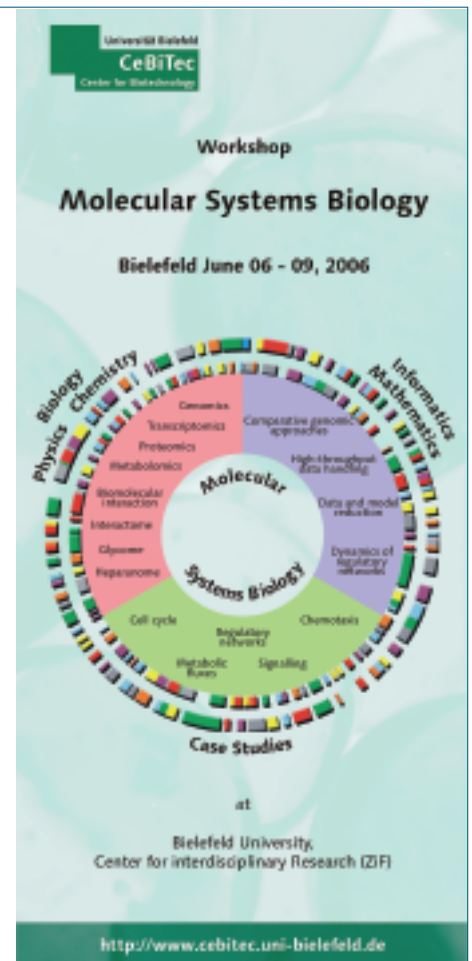 Universität Bielefeld
CeBiTec
Center for Biotechnology
Workshop
Molecular Systems Biology
Bielefeld June 06 - 09, 2006
Physics
Biology
Chemistry
Informatics
Mathematics
Genomics
Transcriptomics
Proteomics
Metabolomics
Biomolecular
interaction
Interactome
Glycome
Heparanome
Comparative genomic
approaches
High-throughput
data handling
Data and model
reduction
Dynamics of
regulatory
networks
Molecular
Systems Biology
Cell cycle
Regulatory
networks
Chemotaxis
Metabolic
fluxes
Signalling
Case Studies
at
Bielefeld University,
Center for interdisciplinary Research (ZiF)
http://www.cebitec.uni-bielefeld.de